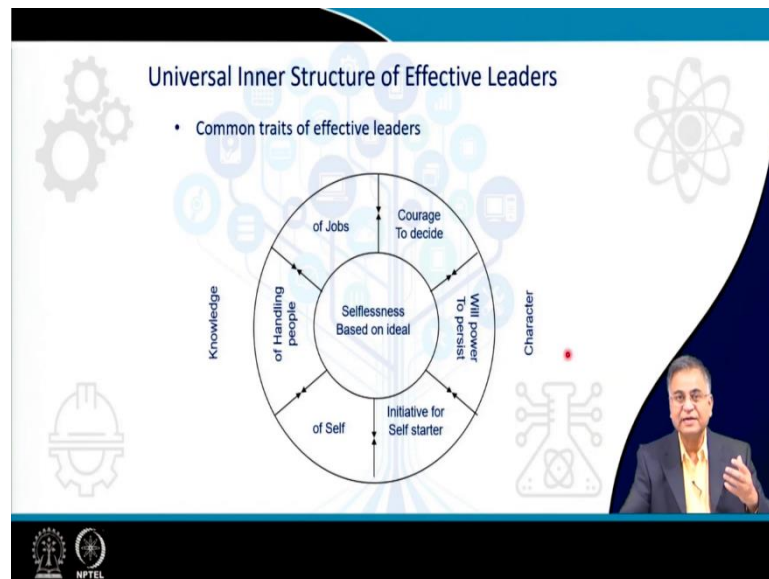 Universal Inner Structure of Effective Leaders
• Common traits of effective leaders
of Jobs
Courage
To decide
Knowledge
of Handling
people
Selflessness
Based on ideal
Will power
To persist
Character
of Self
Initiative for
Self starter
NPTEL